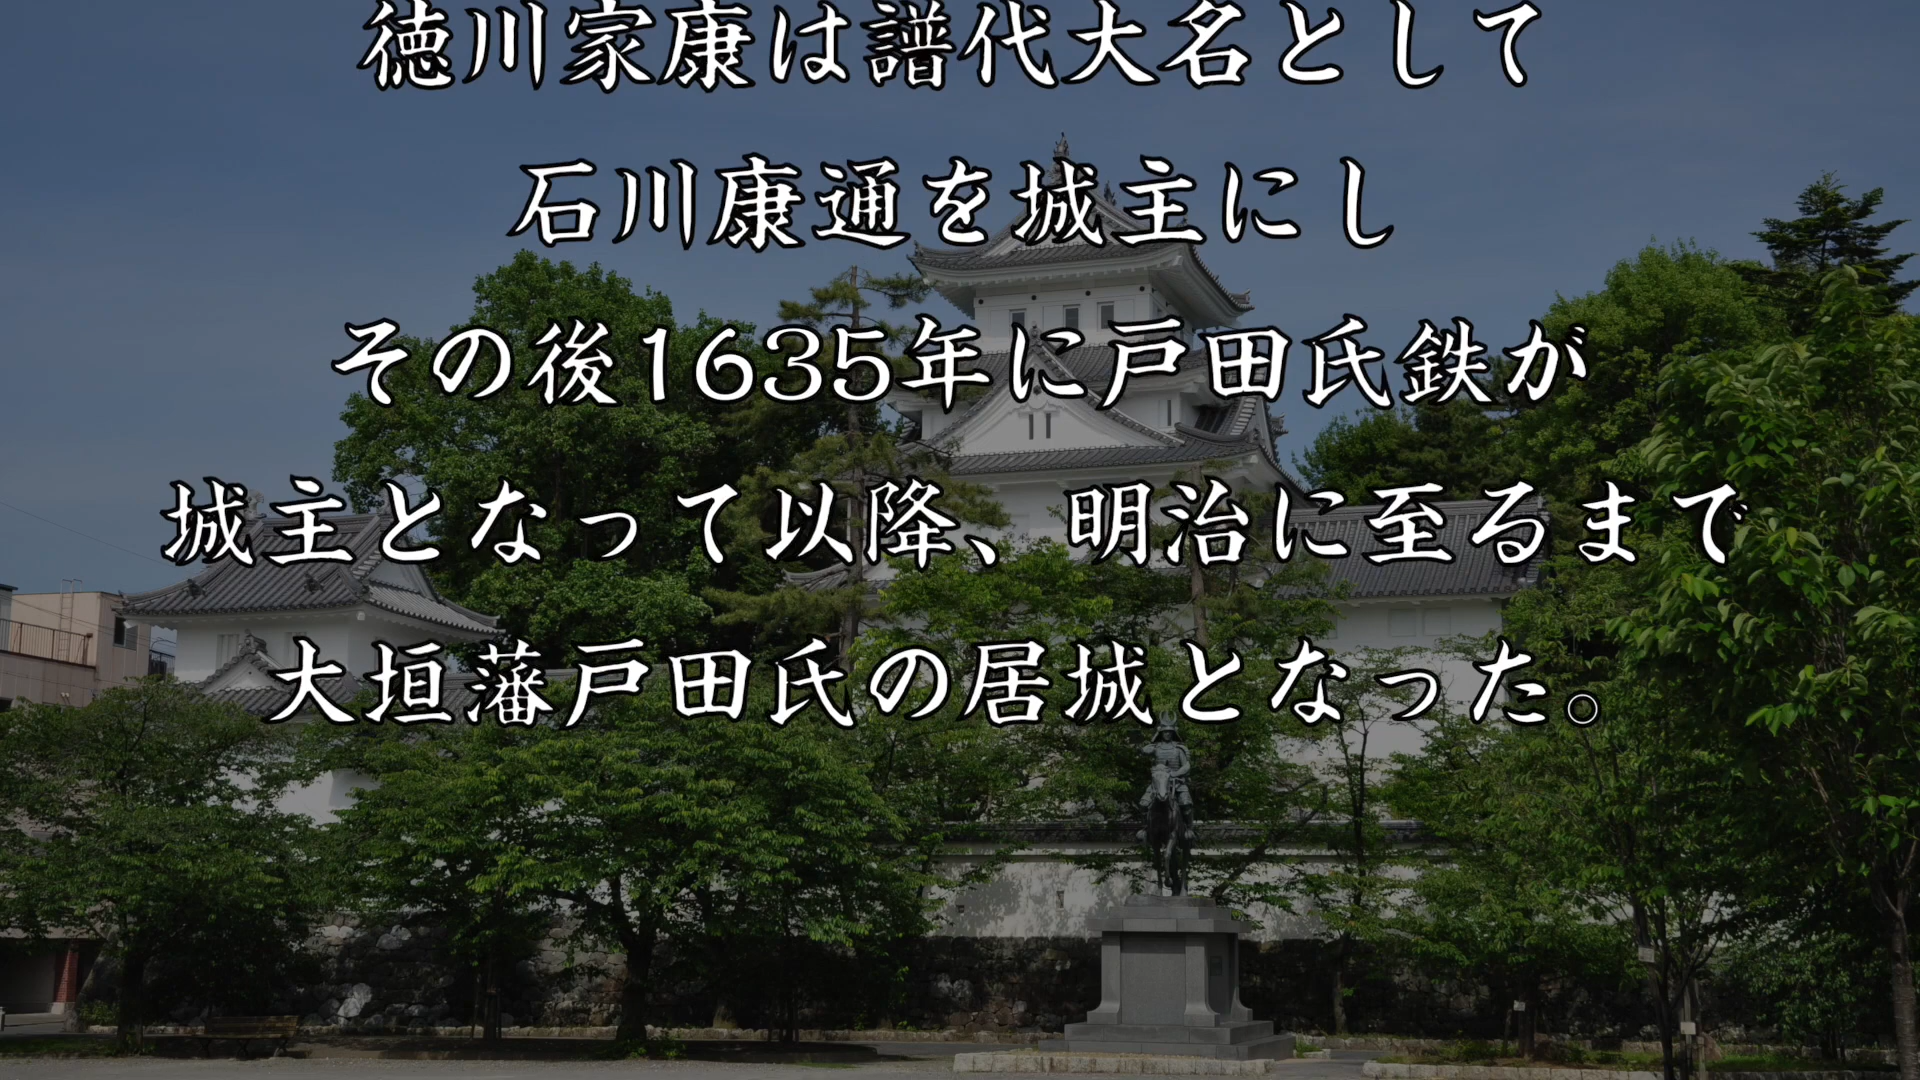 徳川家康は譜代大名として
石川康通を城主にし
その後1635年に戸田氏鉄が
城主となって以降、明治に至るまで
大垣藩戸田氏の居城となった。